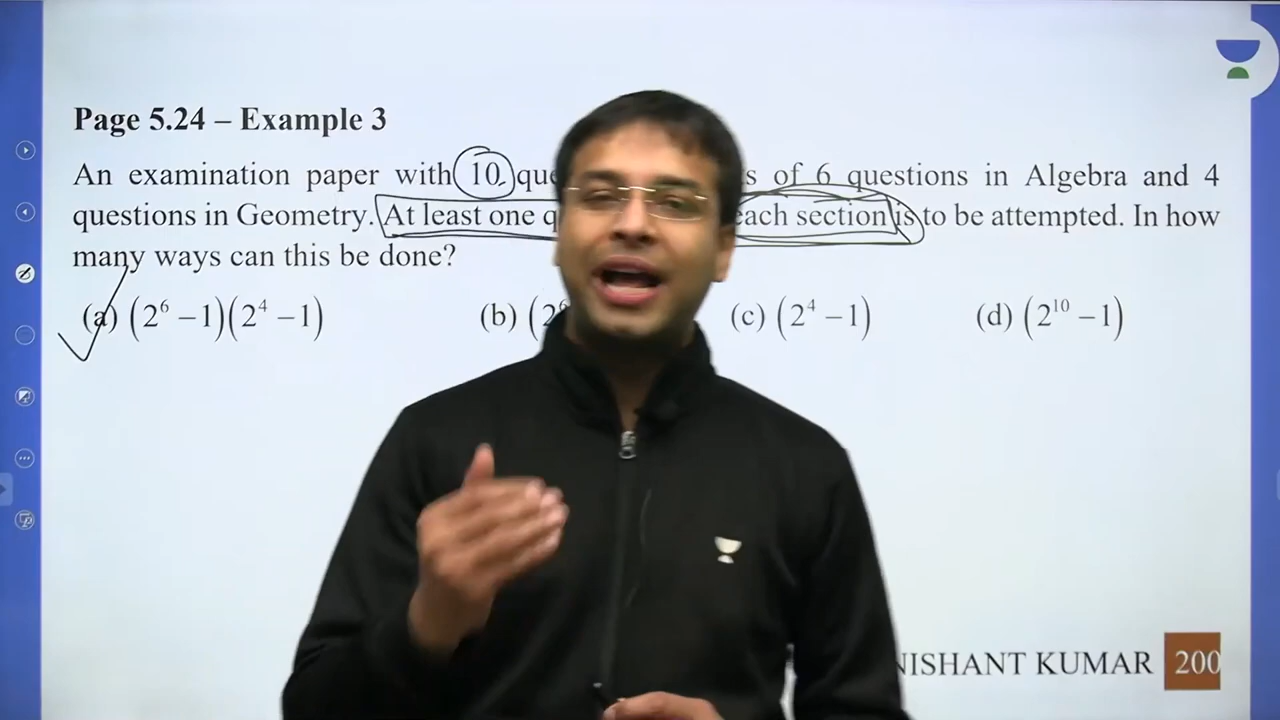 Page 5.24 – Example 3
An examination paper with 10 of 6 questions in Algebra and 4
questions in Geometry. At least one each section is to be attempted. In how
many ways can this be done?
(a) (2⁶ – 1)(2⁴ – 1) (b) (c) (2⁴ – 1) (d) (2¹⁰ – 1)
NISHANT KUMAR 200